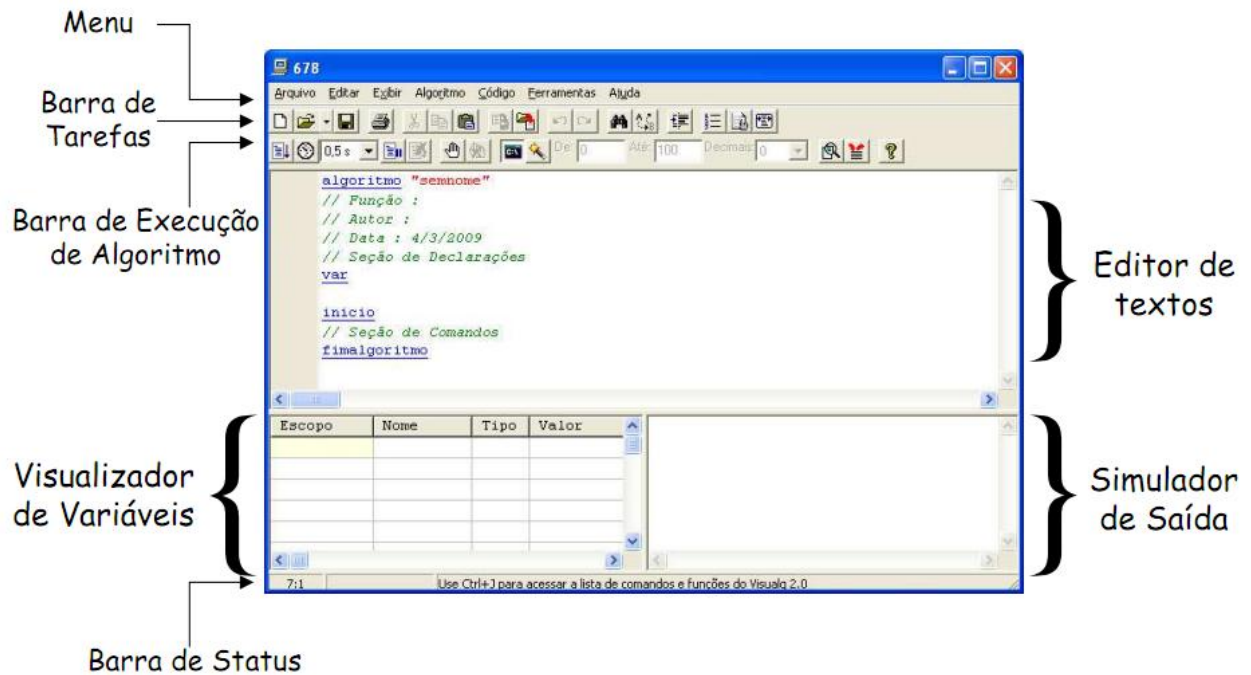 Menu
678
Arquivo Editar Exibir Algoritmo Código Ferramentas Ajuda
Barra de
Tarefas
0,5 s De: 0 Até: 100 Decimais: 0
Barra de Execução
de Algoritmo
algoritmo "semnome"
// Função :
// Autor :
// Data : 4/3/2009
// Seção de Declarações
var
inicio
// Seção de Comandos
fimalgoritmo
Editor de
textos
Escopo Nome Tipo Valor
Visualizador
de Variáveis
Simulador
de Saída
7:1 Use Ctrl+J para acessar a lista de comandos e funções do Visualg 2.0
Barra de Status